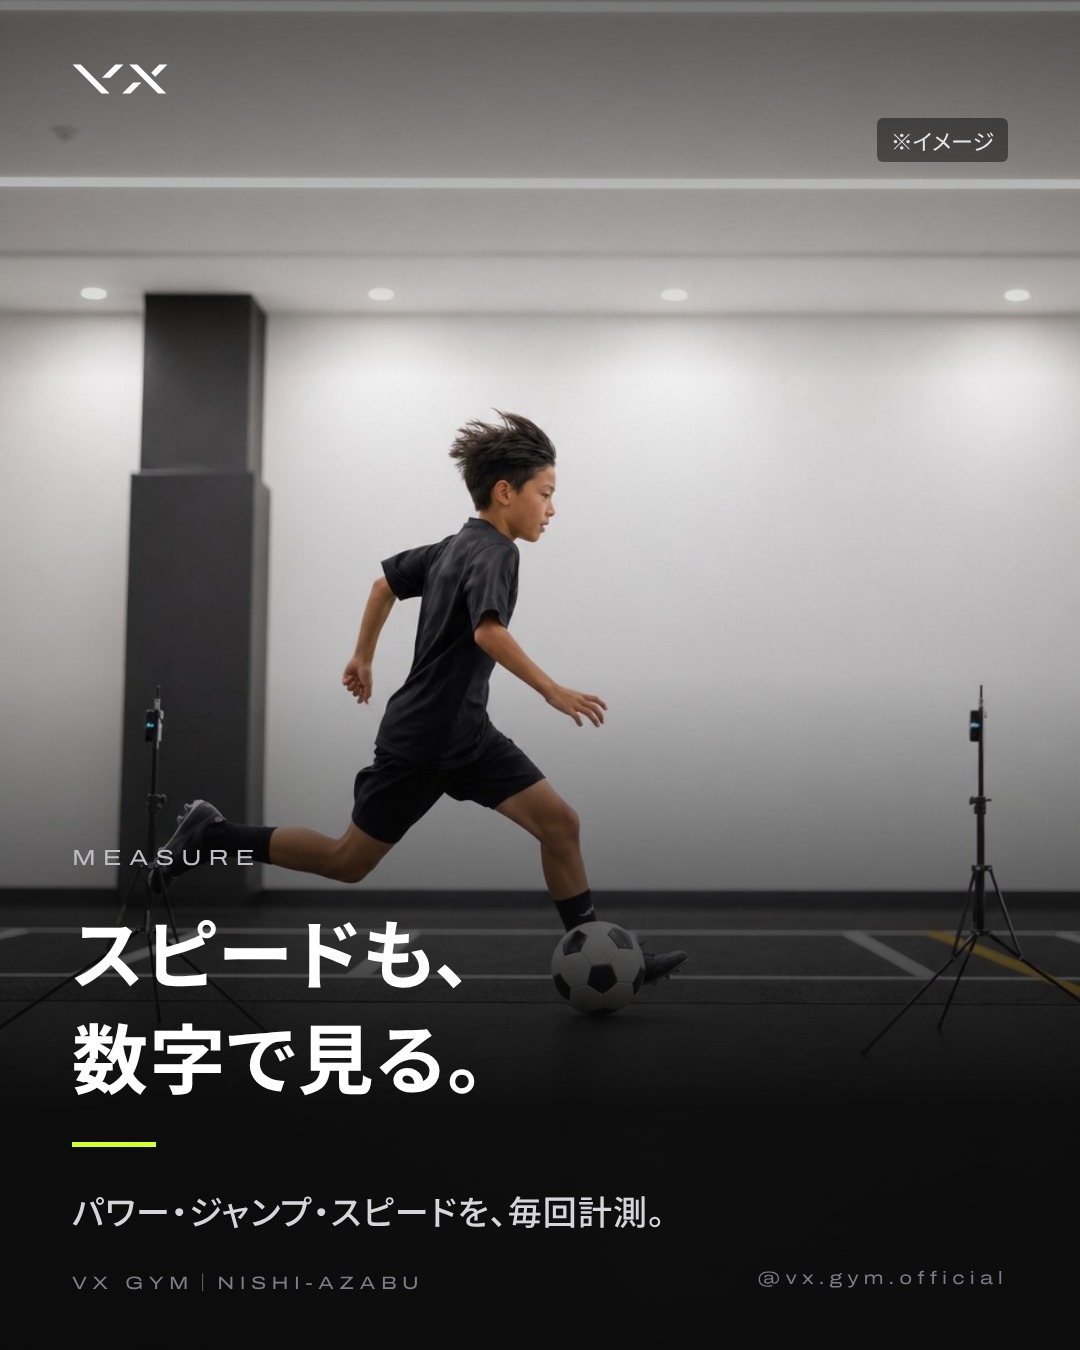 VX
※イメージ
MEASURE
スピードも、
数字で見る。
パワー・ジャンプ・スピードを、毎回計測。
VX GYM｜NISHI-AZABU
@vx.gym.official